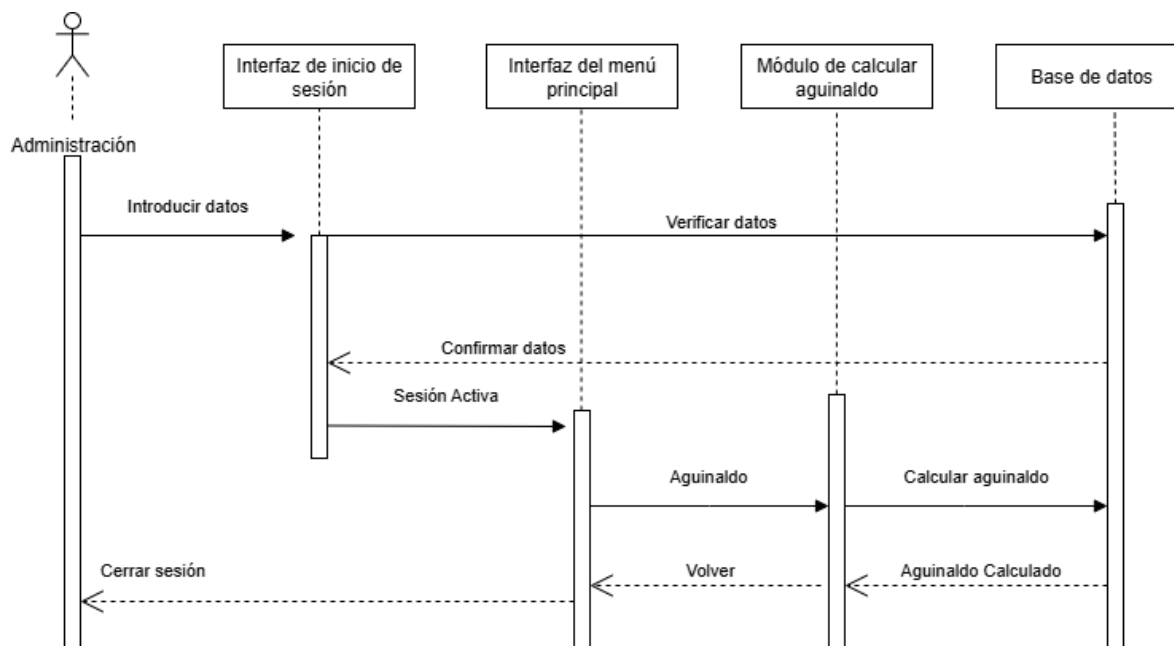 Interfaz de inicio de
sesión
Interfaz del menú
principal
Módulo de calcular
aguinaldo
Base de datos
Administración
Introducir datos
Verificar datos
Confirmar datos
Sesión Activa
Aguinaldo
Calcular aguinaldo
Cerrar sesión
Volver
Aguinaldo Calculado